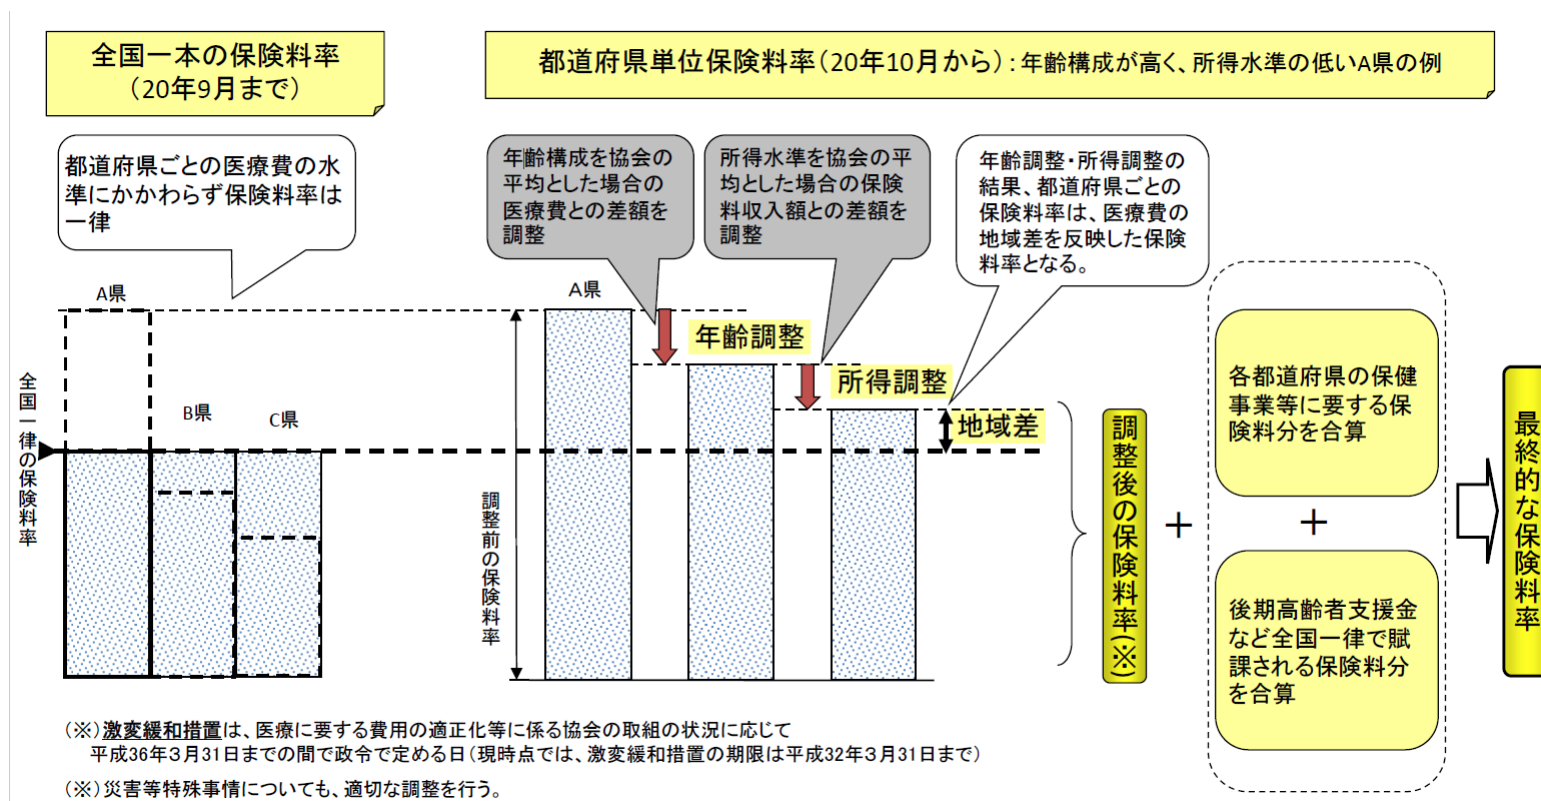 全国一本の保険料率
(20年9月まで)
都道府県単位保険料率(20年10月から):年齢構成が高く、所得水準の低いA県の例
都道府県ごとの医療費の水
準にかかわらず保険料率は
一律
年齢構成を協会の
平均とした場合の
医療費との差額を
調整
所得水準を協会の平
均とした場合の保険
料収入額との差額を
調整
年齢調整・所得調整の
結果、都道府県ごとの
保険料率は、医療費の
地域差を反映した保険
料率となる。
A県
B県
C県
全国一律の保険料率
A県
調整前の保険料率
年齢調整
所得調整
地域差
調整後の保険料率(※)
+
各都道府県の保健
事業等に要する保
険料分を合算
+
後期高齢者支援金
など全国一律で賦
課される保険料分
を合算
最終的な保険料率
(※)激変緩和措置は、医療に要する費用の適正化等に係る協会の取組の状況に応じて
平成36年3月31日までの間で政令で定める日(現時点では、激変緩和措置の期限は平成32年3月31日まで)
(※)災害等特殊事情についても、適切な調整を行う。